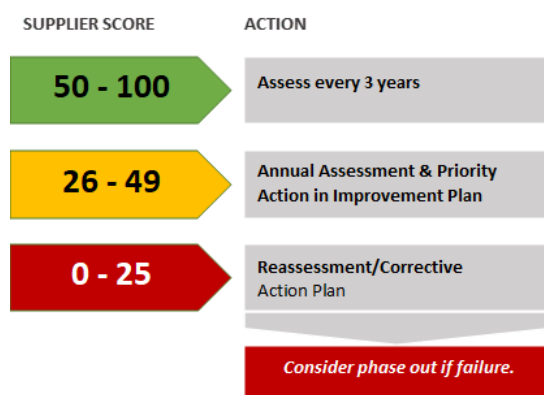 SUPPLIER SCORE
ACTION
50 - 100
Assess every 3 years
26 - 49
Annual Assessment & Priority
Action in Improvement Plan
0 - 25
Reassessment/Corrective
Action Plan
Consider phase out if failure.